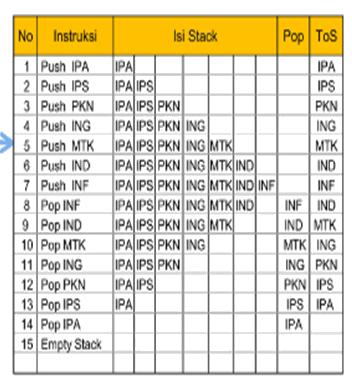 No Instruksi Isi Stack Pop ToS
1 Push IPA IPA IPA
2 Push IPS IPA IPS IPS
3 Push PKN IPA IPS PKN PKN
4 Push ING IPA IPS PKN ING ING
5 Push MTK IPA IPS PKN ING MTK MTK
6 Push IND IPA IPS PKN ING MTK IND IND
7 Push INF IPA IPS PKN ING MTK IND INF INF
8 Pop INF IPA IPS PKN ING MTK IND INF IND
9 Pop IND IPA IPS PKN ING MTK IND MTK
10 Pop MTK IPA IPS PKN ING MTK ING
11 Pop ING IPA IPS PKN ING PKN
12 Pop PKN IPA IPS PKN IPS
13 Pop IPS IPA IPS IPA
14 Pop IPA IPA
15 Empty Stack